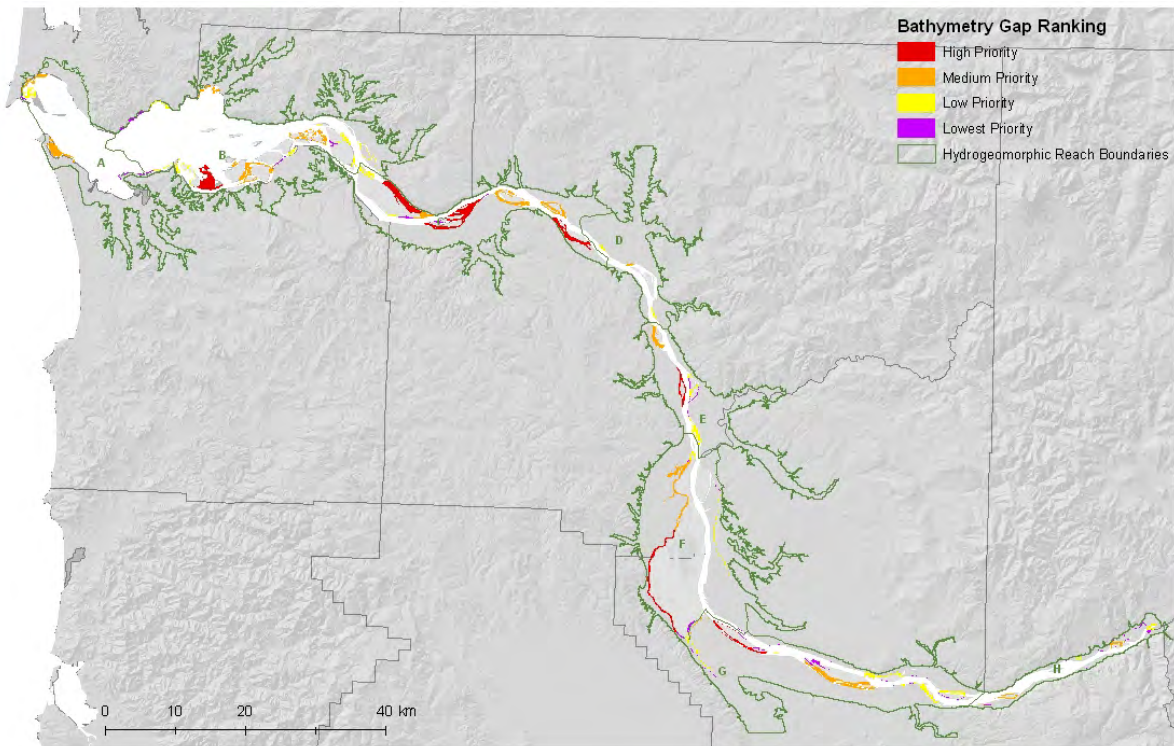 Bathymetry Gap Ranking
High Priority
Medium Priority
Low Priority
Lowest Priority
Hydrogeomorphic Reach Boundaries
A
B
D
E
F
G
H
0 10 20 40 km